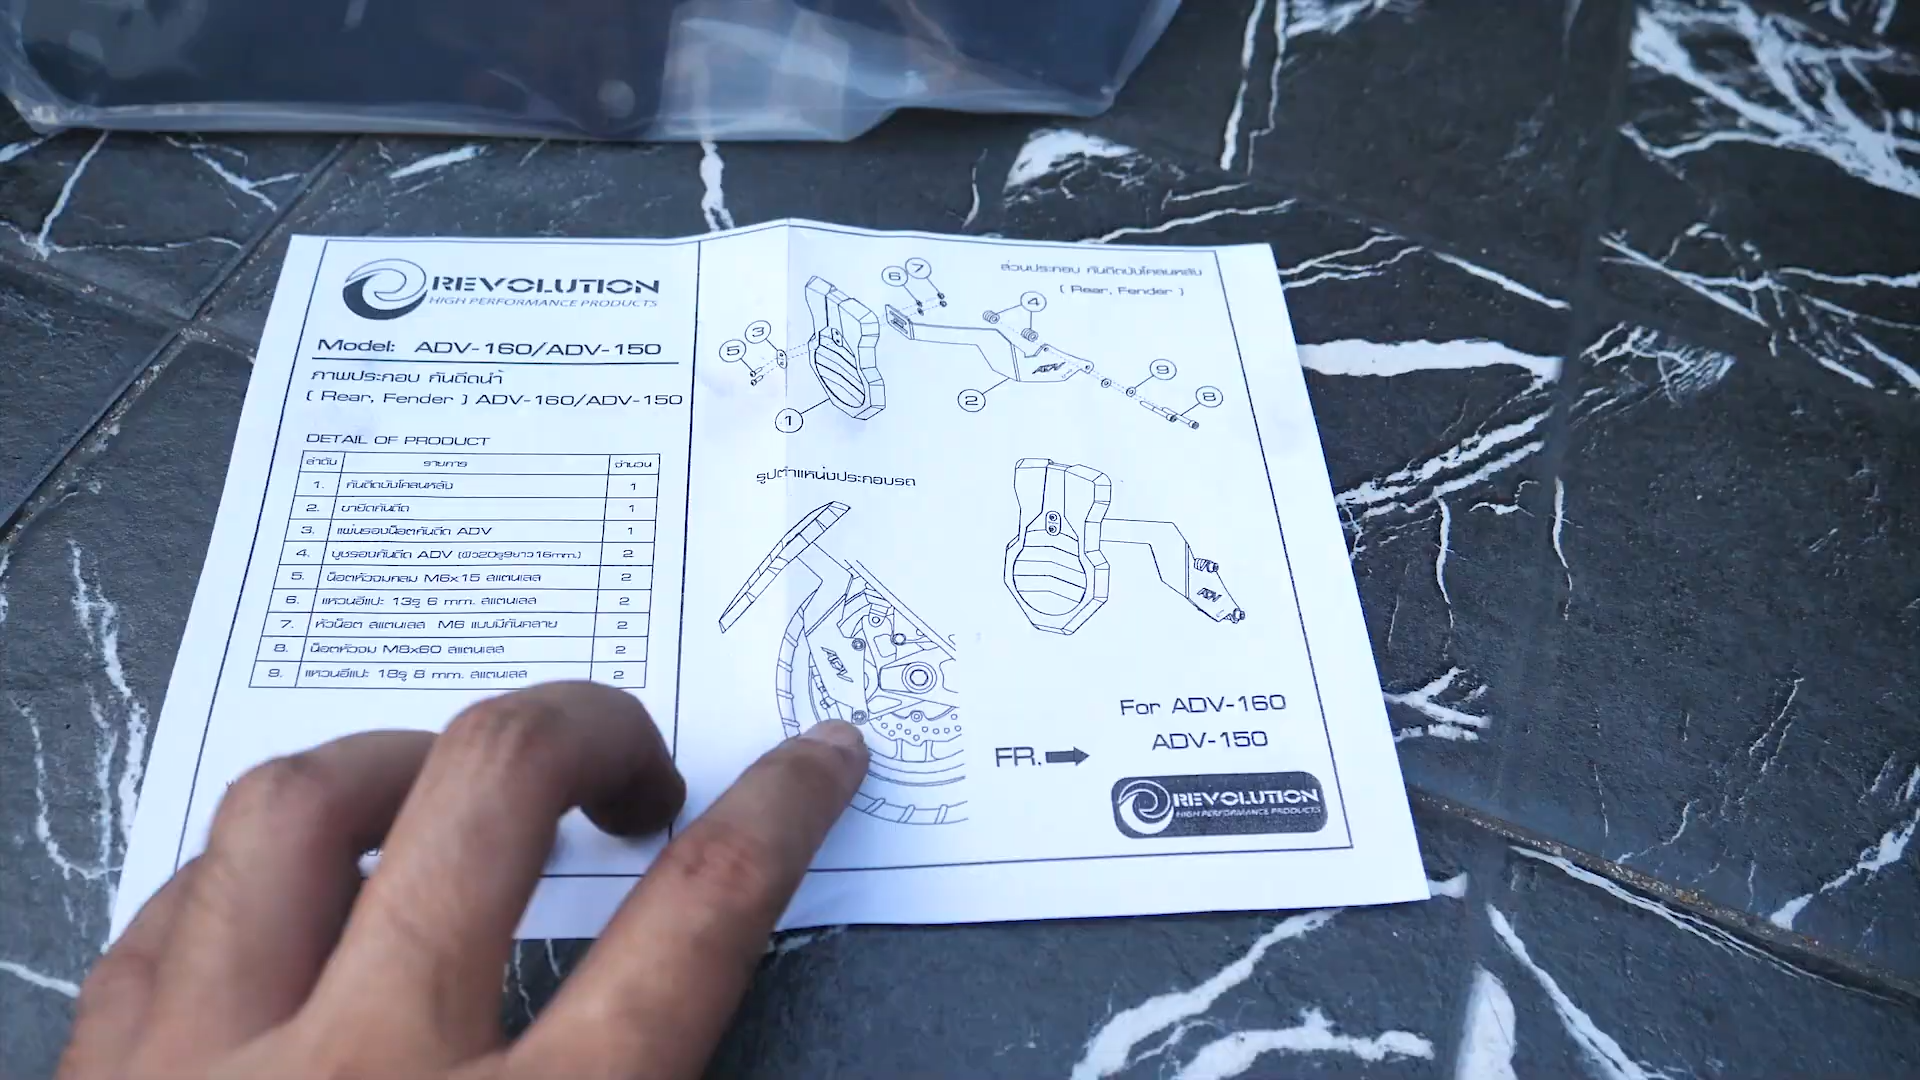 REVOLUTION
HIGH PERFORMANCE PRODUCTS
Model: ADV-160/ADV-150
ภาพประกอบ กันดีดน้ำ
( Rear, Fender ) ADV-160/ADV-150
DETAIL OF PRODUCT
ลำดับ รายการ จำนวน
1. กันดีดบังโคลนหลัง 1
2. ขายึดกันดีด 1
3. แผ่นรองน็อตกันดีด ADV 1
4. บูชรองกันดีด ADV (ผิว20รู9ยาว16mm.) 2
5. น็อตหัวจมกลม M6x15 สแตนเลส 2
6. แหวนอีแปะ 13รู 6 mm. สแตนเลส 2
7. หัวน็อต สแตนเลส M6 แบบมีกันคลาย 2
8. น็อตหัวจม M8x60 สแตนเลส 2
9. แหวนอีแปะ 18รู 8 mm. สแตนเลส 2
ส่วนประกอบ กันดีดบังโคลนหลัง
( Rear, Fender )
6
7
4
3
5
1
2
9
8
ADV
รูปตำแหน่งประกอบรถ
ADV
ADV
For ADV-160
ADV-150
FR.
REVOLUTION
HIGH PERFORMANCE PRODUCTS